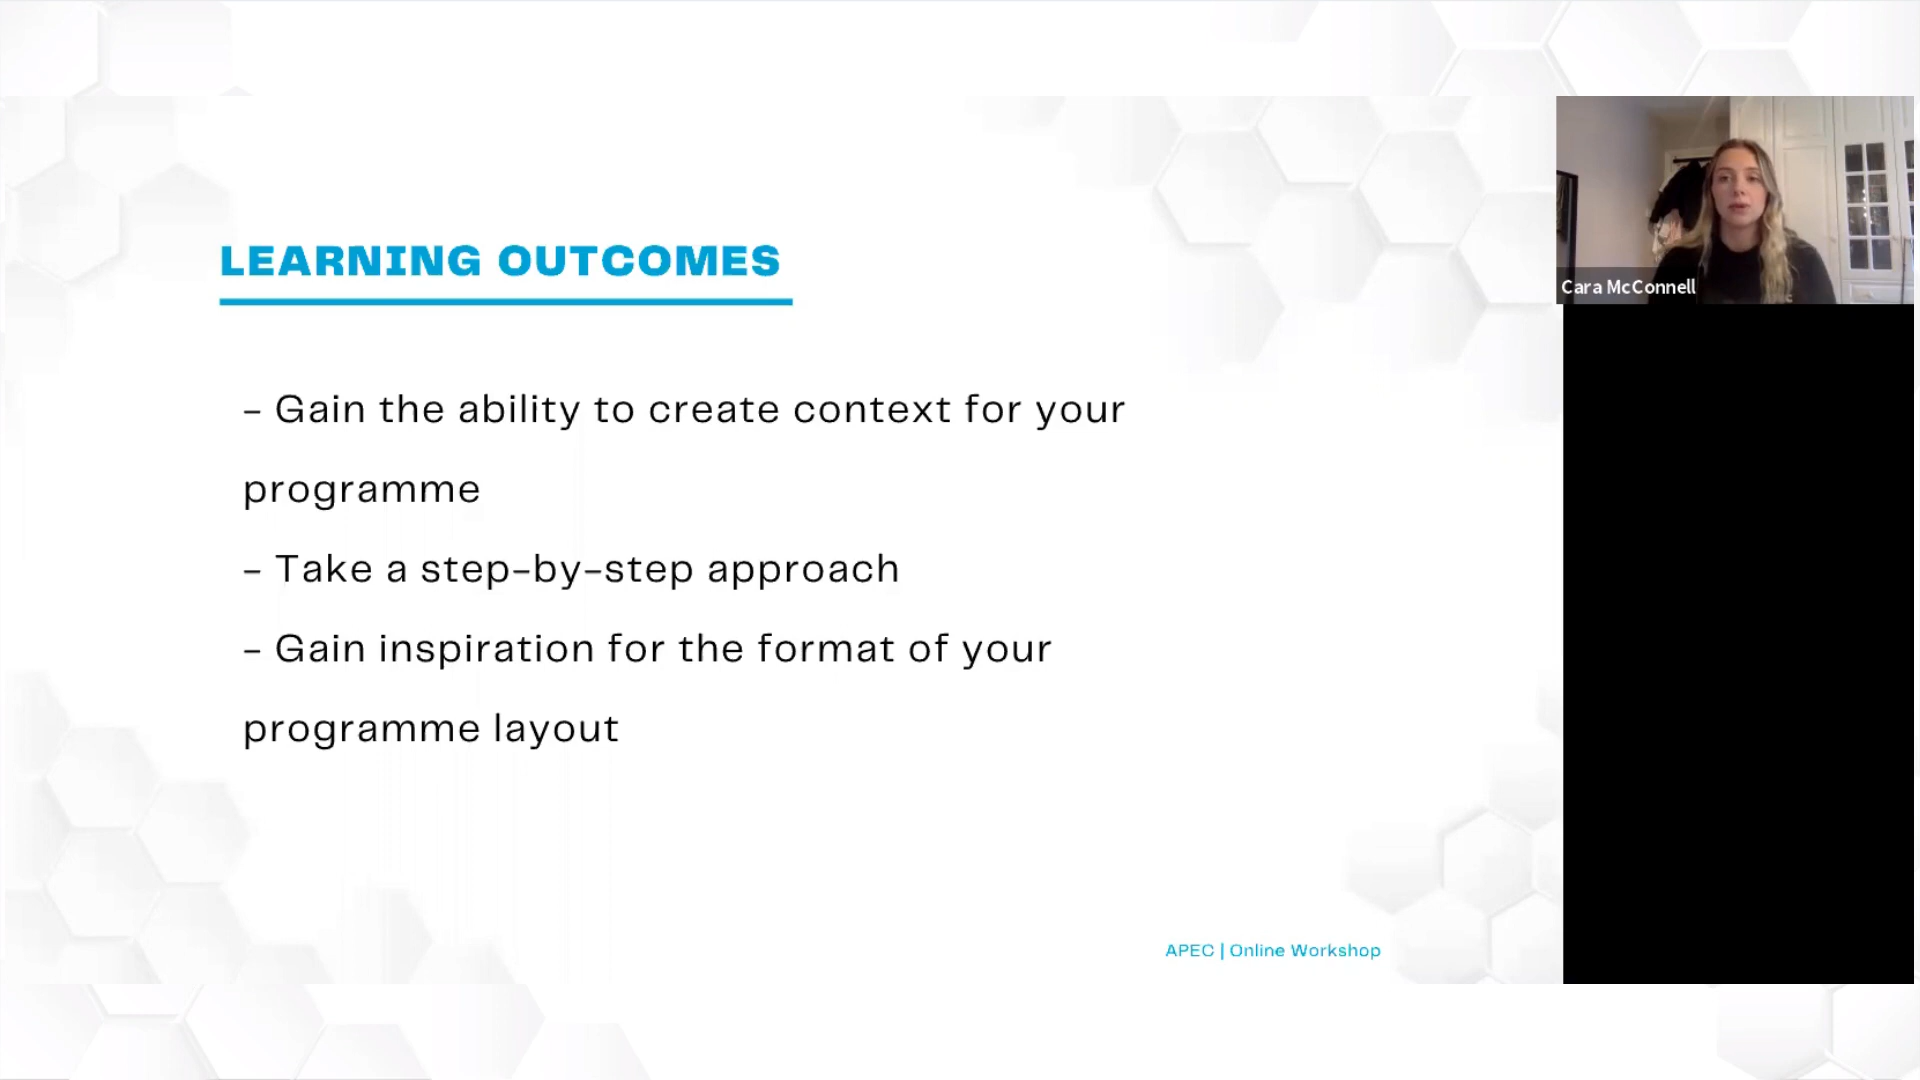 LEARNING OUTCOMES
– Gain the ability to create context for your
programme
– Take a step-by-step approach
– Gain inspiration for the format of your
programme layout
APEC | Online Workshop
Cara McConnell